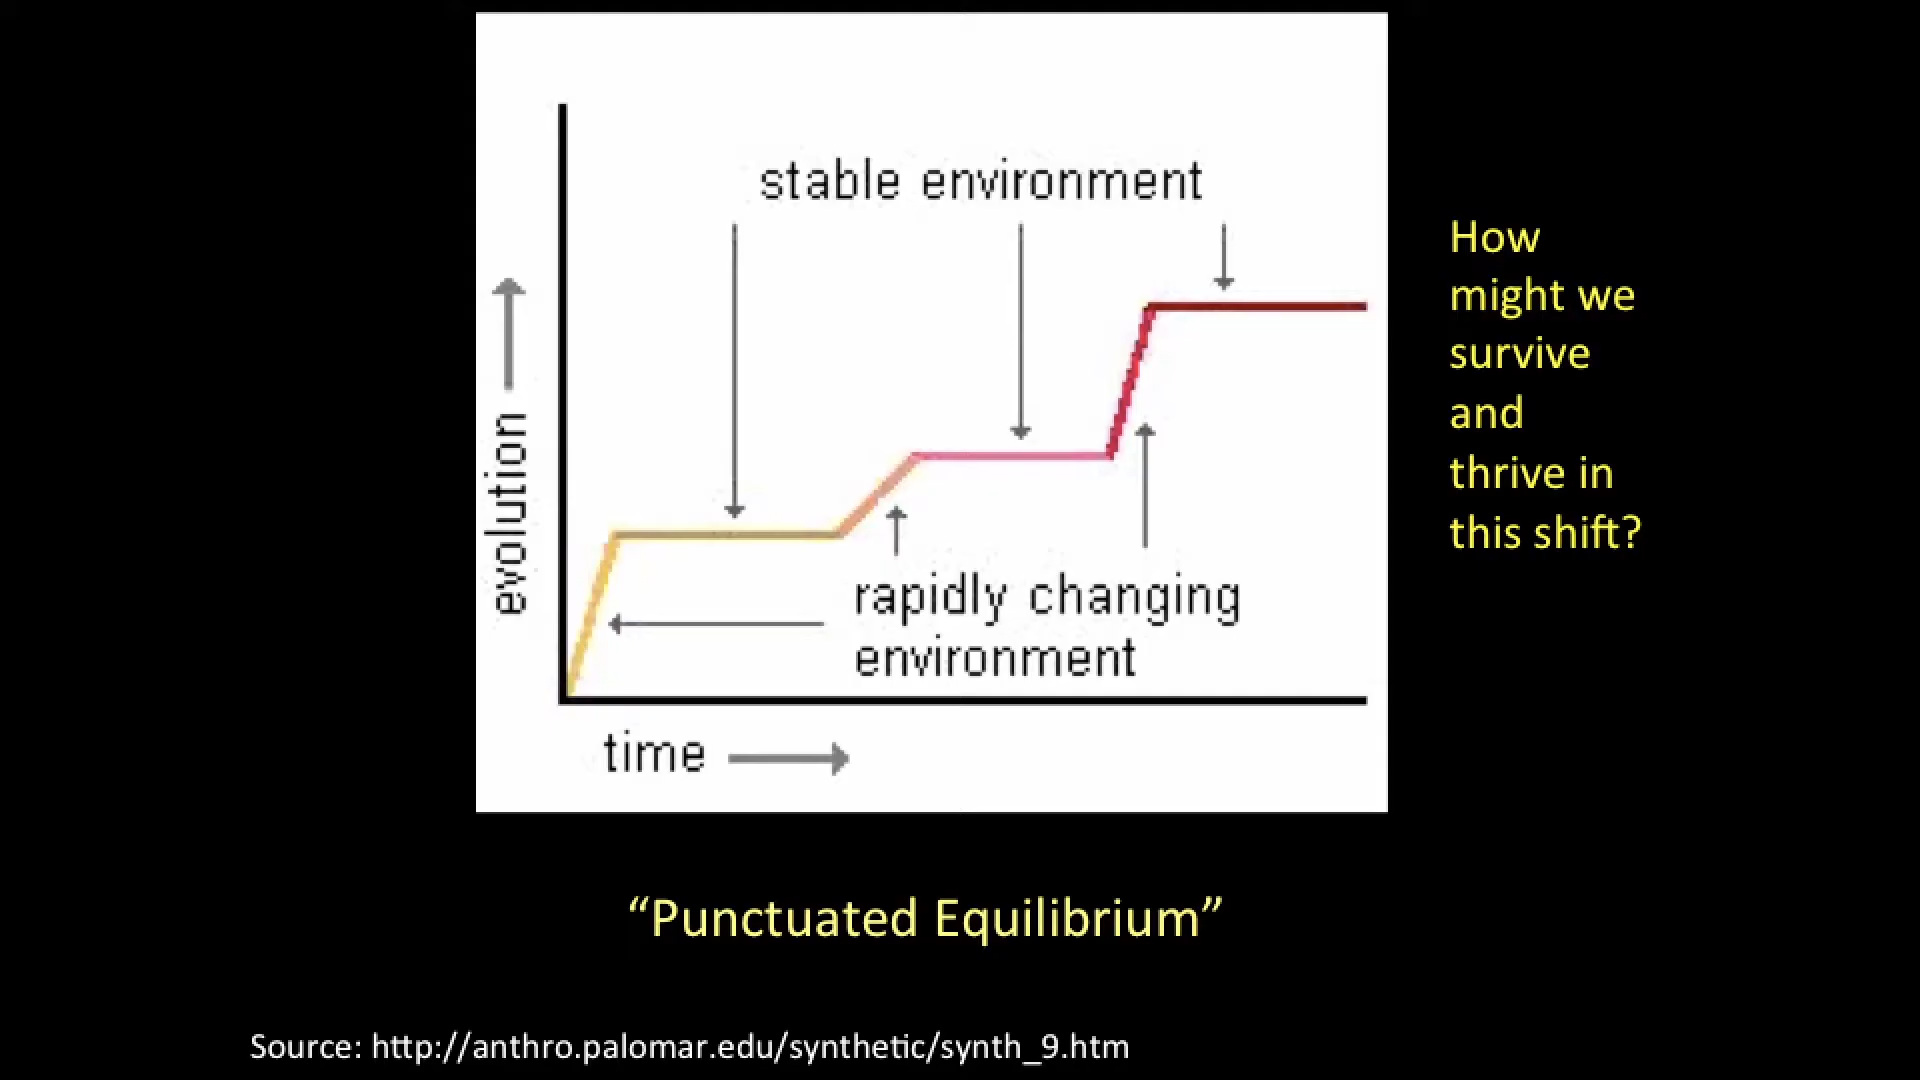 stable environment
evolution
rapidly changing
environment
time
How
might we
survive
and
thrive in
this shift?
“Punctuated Equilibrium”
Source: http://anthro.palomar.edu/synthetic/synth_9.htm